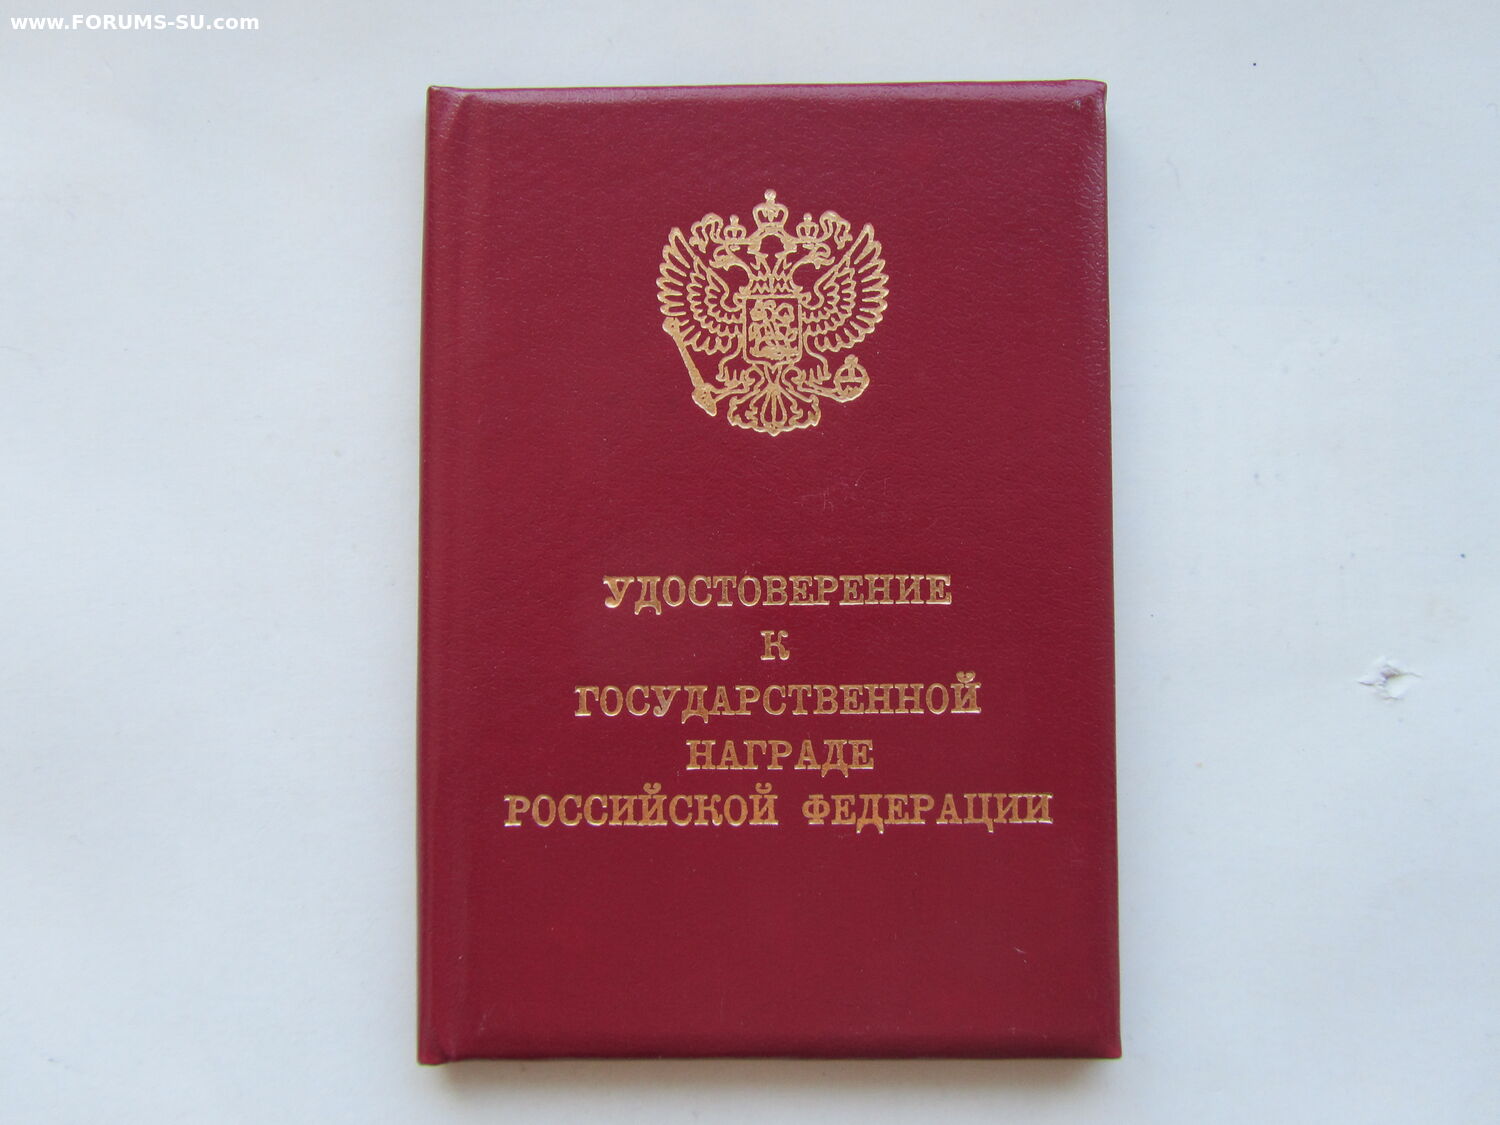 www.FORUMS-SU.com
УДОСТОВЕРЕНИЕ
К
ГОСУДАРСТВЕННОЙ
НАГРАДЕ
РОССИЙСКОЙ ФЕДЕРАЦИИ